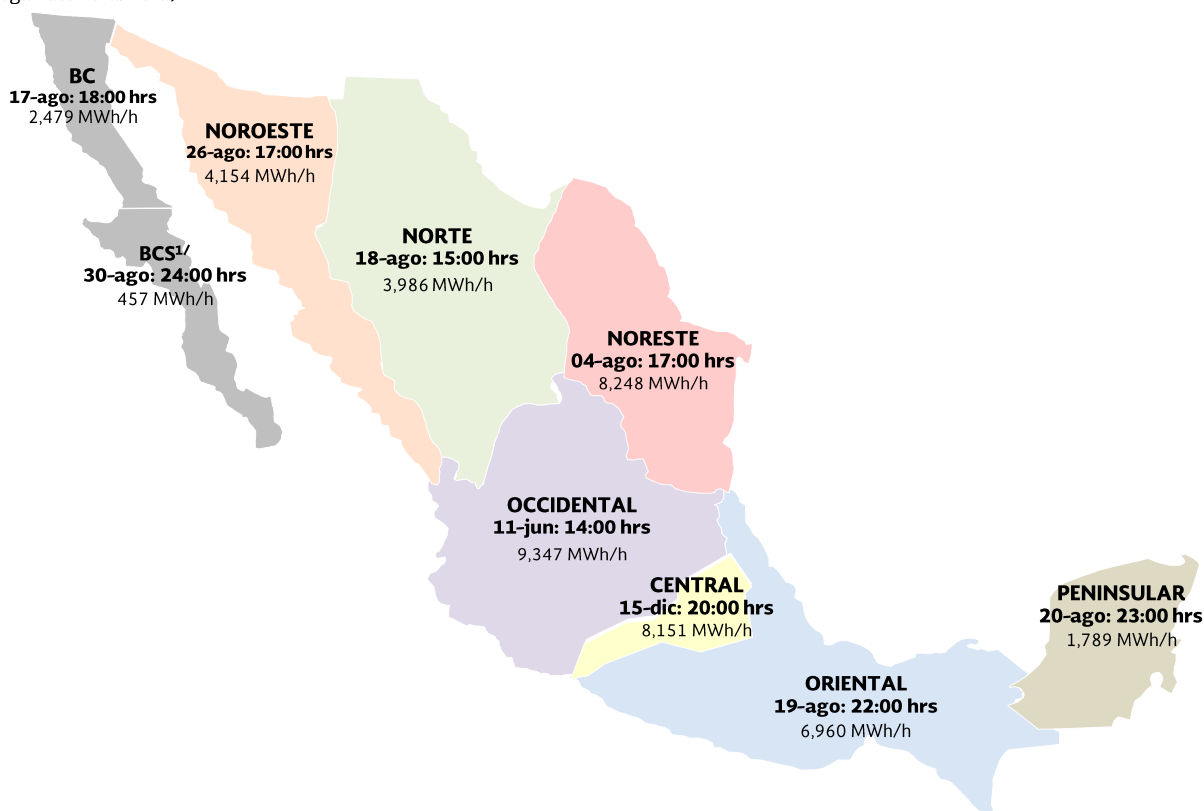 BC
17-ago: 18:00 hrs
2,479 MWh/h
NOROESTE
26-ago: 17:00 hrs
4,154 MWh/h
NORTE
18-ago: 15:00 hrs
3,986 MWh/h
BCS1/
30-ago: 24:00 hrs
457 MWh/h
NORESTE
04-ago: 17:00 hrs
8,248 MWh/h
OCCIDENTAL
11-jun: 14:00 hrs
9,347 MWh/h
CENTRAL
15-dic: 20:00 hrs
8,151 MWh/h
PENINSULAR
20-ago: 23:00 hrs
1,789 MWh/h
ORIENTAL
19-ago: 22:00 hrs
6,960 MWh/h